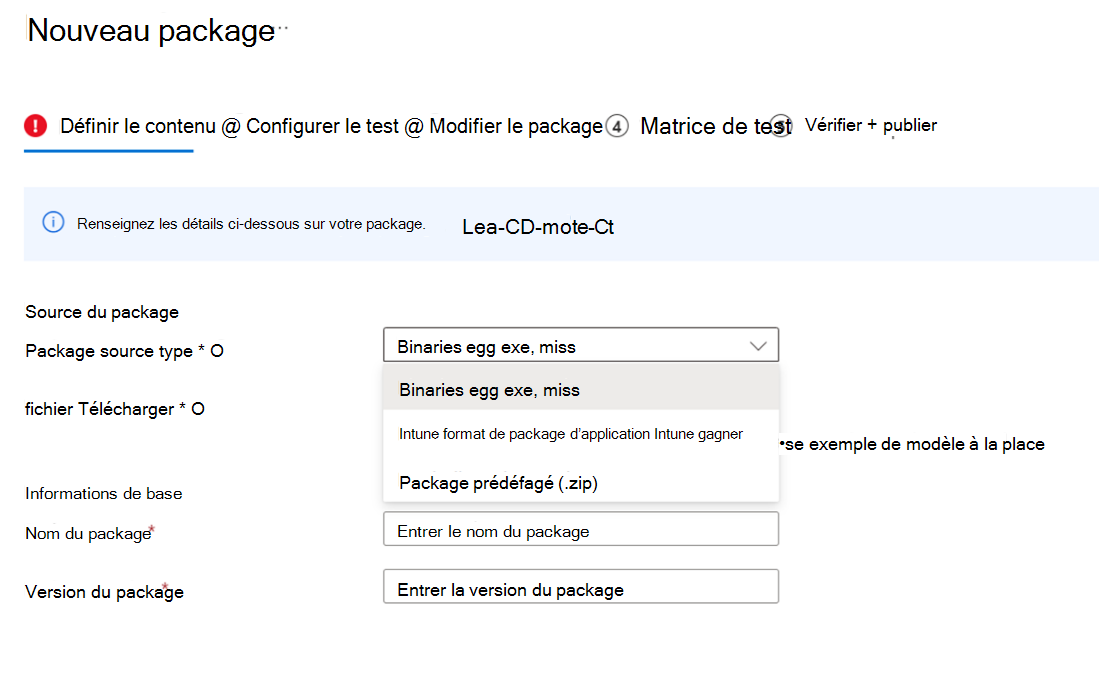 Nouveau package
Définir le contenu @ Configurer le test @ Modifier le package 4 Matrice de test 5 Vérifier + publier
Renseignez les détails ci-dessous sur votre package. Lea-CD-mote-Ct
Source du package
Package source type * O
Binaries egg exe, miss
Binaries egg exe, miss
fichier Télécharger * O
Intune format de package d'application Intune gagner
•se exemple de modèle à la place
Package prédéfagé (.zip)
Informations de base
Nom du package*
Entrer le nom du package
Version du package*
Entrer la version du package